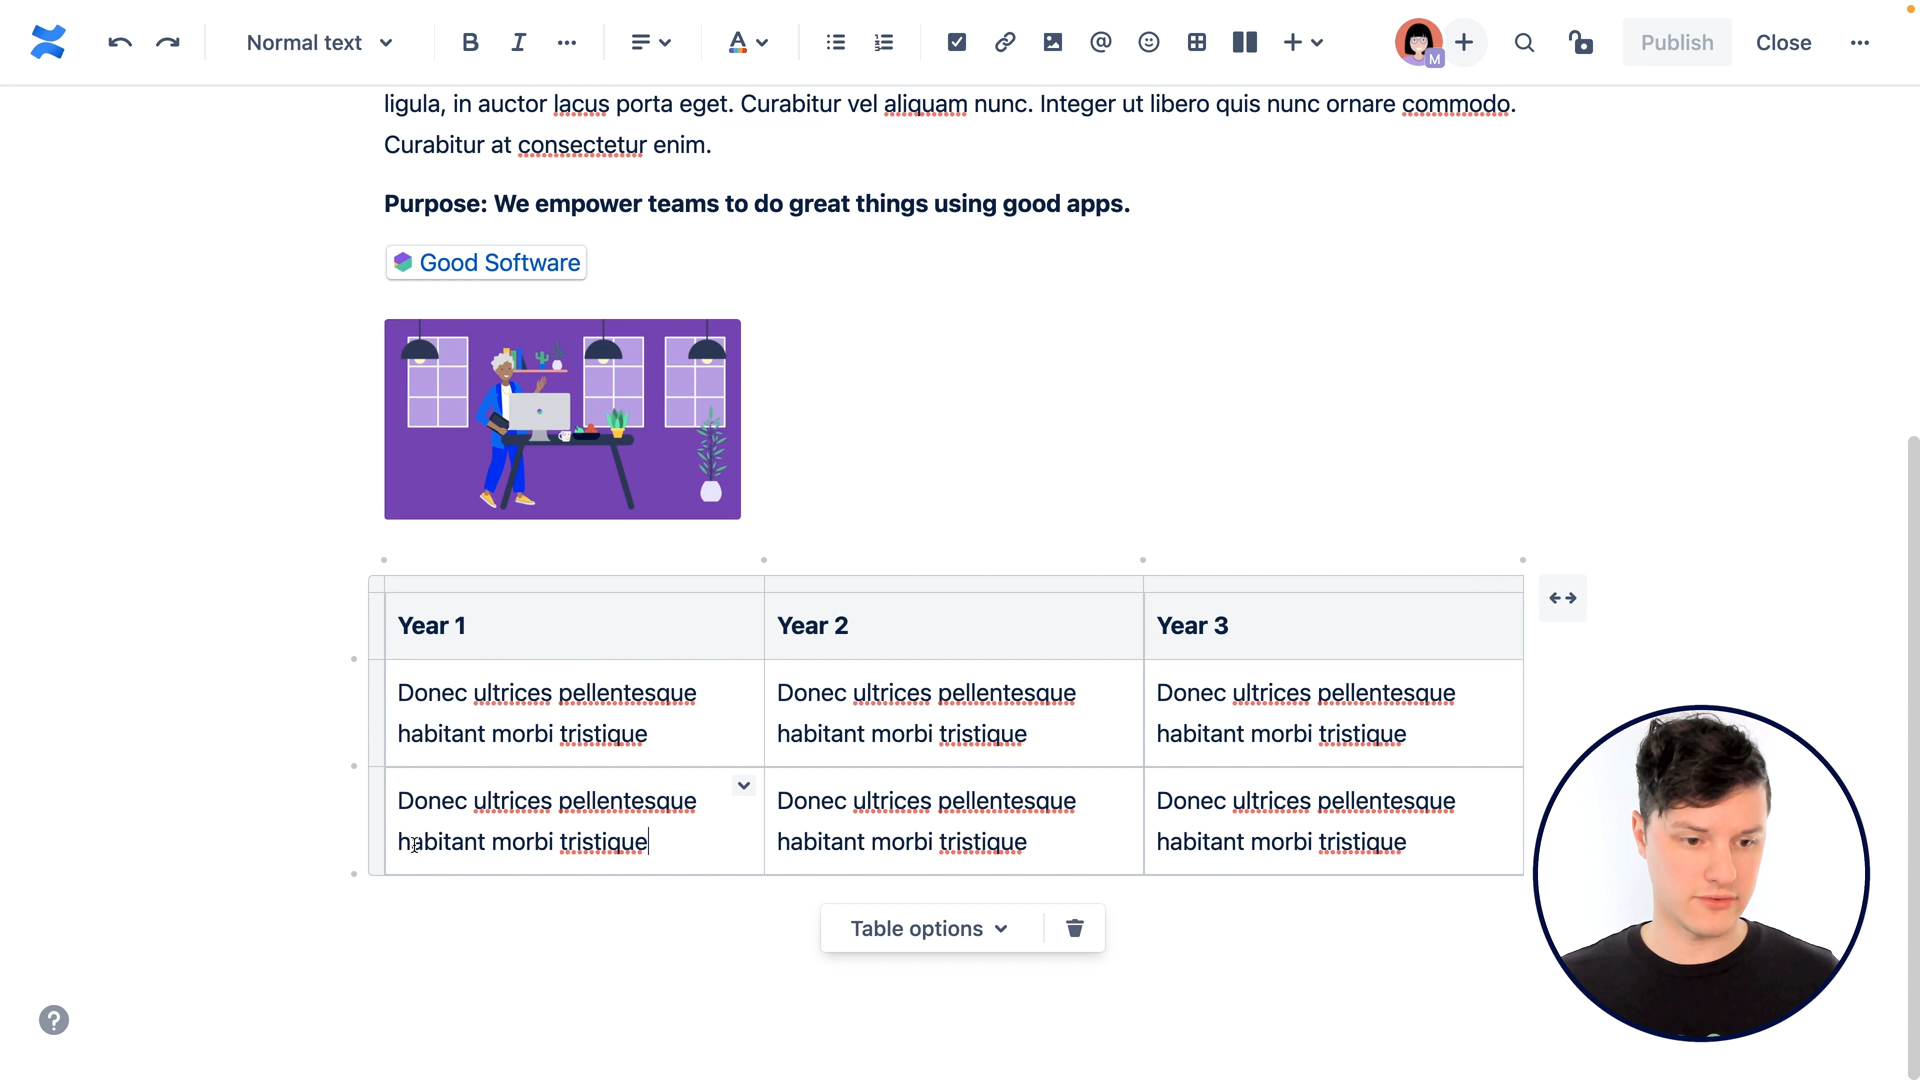 Normal text
B I A
@
M
Publish
Close
ligula, in auctor lacus porta eget. Curabitur vel aliquam nunc. Integer ut libero quis nunc ornare commodo.
Curabitur at consectetur enim.
Purpose: We empower teams to do great things using good apps.
Good Software
Year 1 Year 2 Year 3
Donec ultrices pellentesque Donec ultrices pellentesque Donec ultrices pellentesque
habitant morbi tristique habitant morbi tristique habitant morbi tristique
Donec ultrices pellentesque Donec ultrices pellentesque Donec ultrices pellentesque
habitant morbi tristique habitant morbi tristique habitant morbi tristique
Table options
?